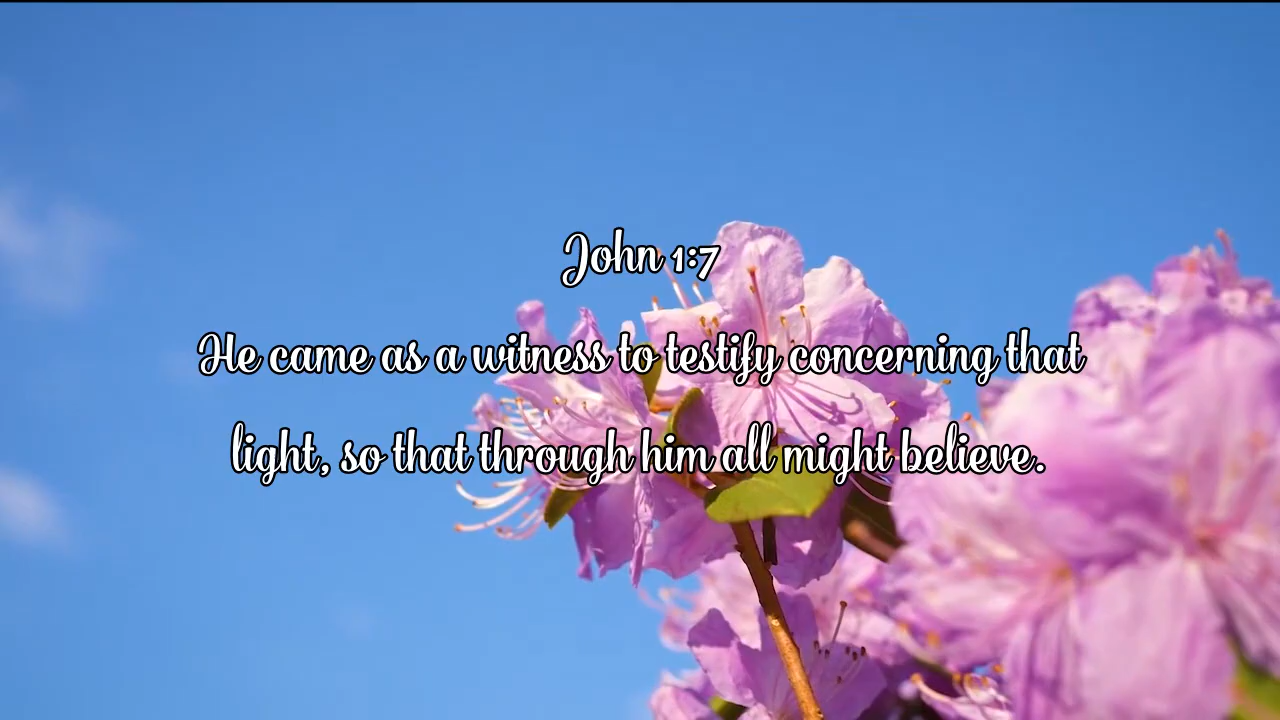 John 1:7
He came as a witness to testify concerning that
light, so that through him all might believe.